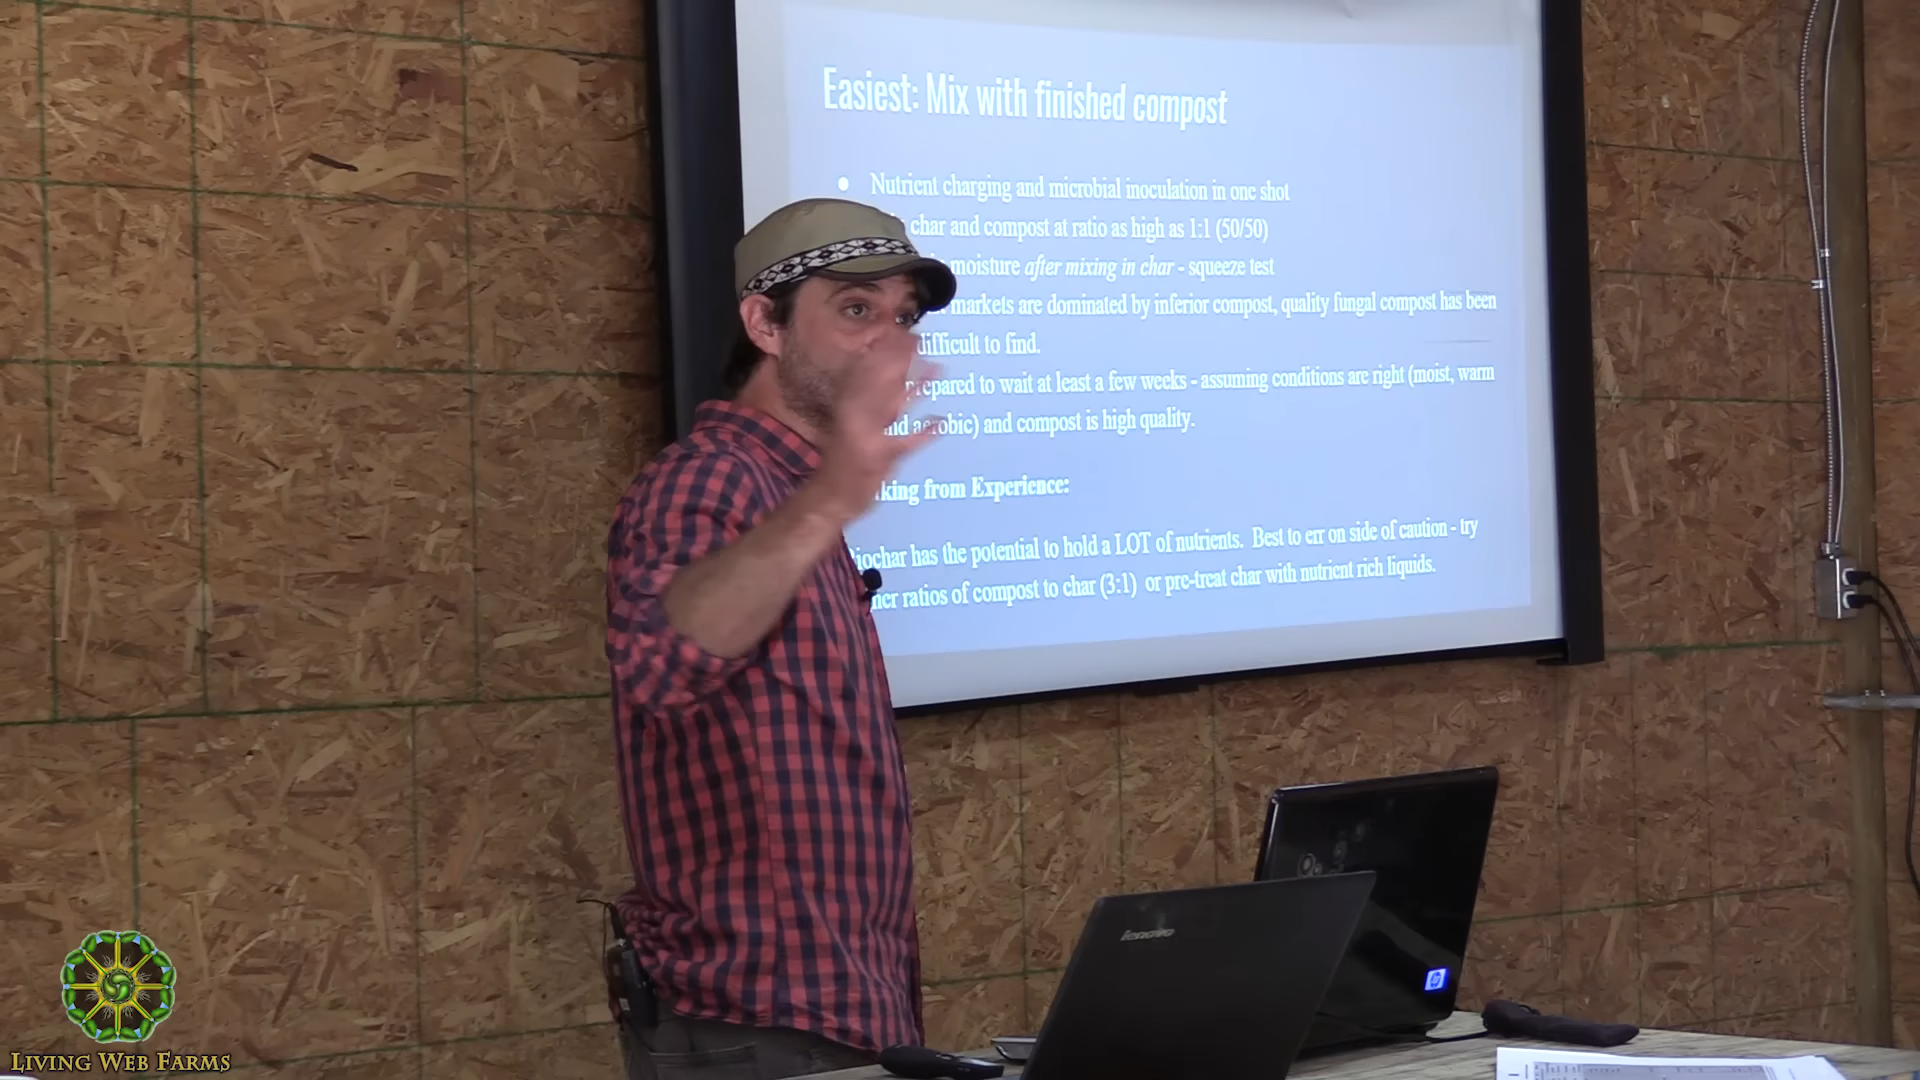 Easiest: Mix with finished compost
Nutrient charging and microbial inoculation in one shot
char and compost at ratio as high as 1:1 (50/50)
moisture after mixing in char - squeeze test
markets are dominated by inferior compost, quality fungal compost has been
difficult to find.
prepared to wait at least a few weeks - assuming conditions are right (moist, warm
and aerobic) and compost is high quality.
from Experience:
Biochar has the potential to hold a LOT of nutrients. Best to err on side of caution - try
ratios of compost to char (3:1) or pre-treat char with nutrient rich liquids.
lenovo
hp
LIVING WEB FARMS